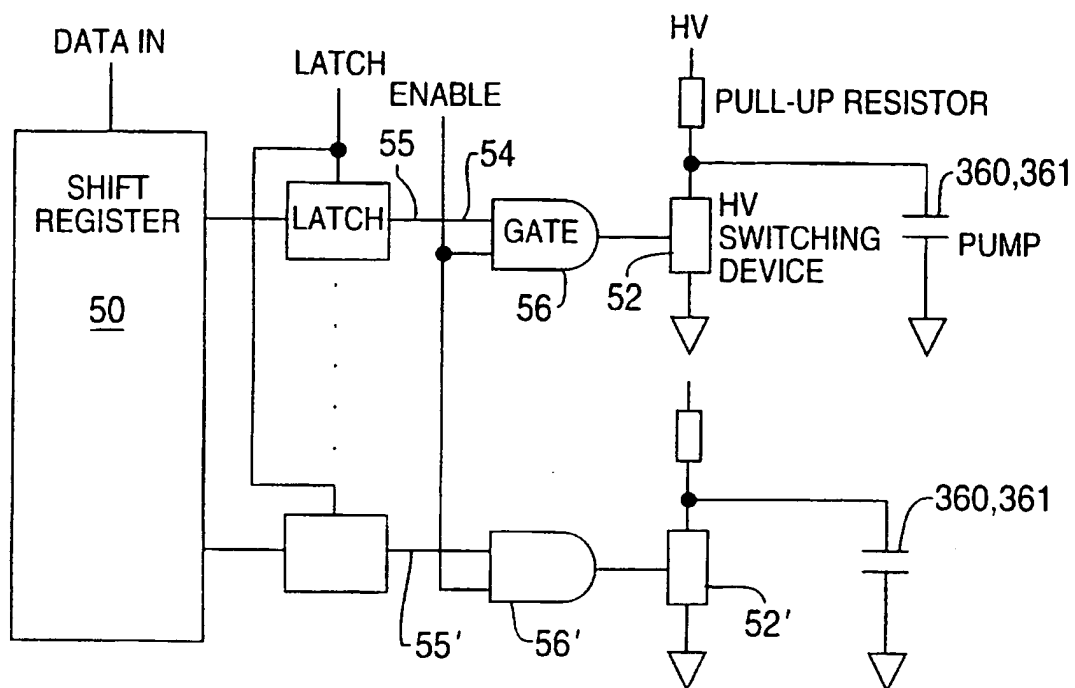 DATA IN
LATCH
ENABLE
HV
PULL-UP RESISTOR
SHIFT
REGISTER
50
LATCH
55
54
GATE
56
52
HV
SWITCHING
DEVICE
360,361
PUMP
55'
56'
52'
360,361